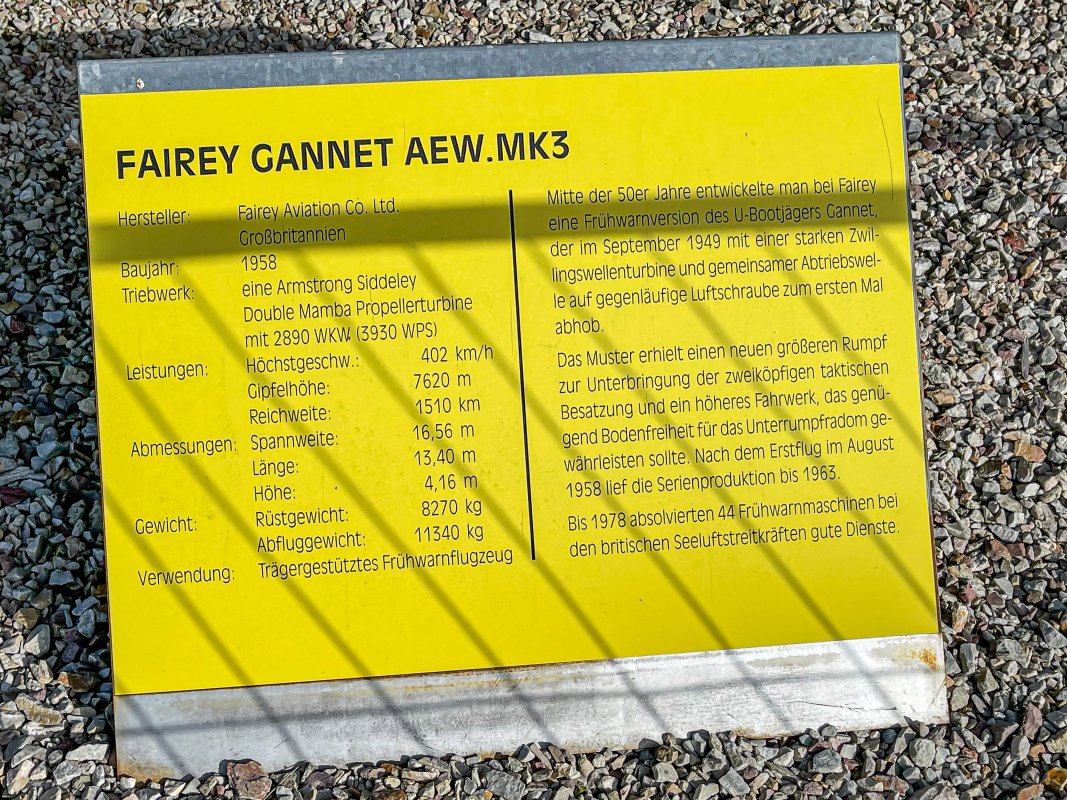 FAIREY GANNET AEW.MK3
Hersteller: Fairey Aviation Co. Ltd.
Großbritannien
Baujahr: 1958
Triebwerk: eine Armstrong Siddeley
Double Mamba Propellerturbine
mit 2890 WKW (3930 WPS)
Leistungen: Höchstgeschw.: 402 km/h
Gipfelhöhe: 7620 m
Reichweite: 1510 km
Abmessungen: Spannweite: 16,56 m
Länge: 13,40 m
Höhe: 4,16 m
Gewicht: Rüstgewicht: 8270 kg
Abfluggewicht: 11340 kg
Verwendung: Trägergestütztes Frühwarnflugzeug
Mitte der 50er Jahre entwickelte man bei Fairey
eine Frühwarnversion des U-Bootjägers Gannet,
der im September 1949 mit einer starken Zwil-
lingswellenturbine und gemeinsamer Abtriebswel-
le auf gegenläufige Luftschraube zum ersten Mal
abhob.
Das Muster erhielt einen neuen größeren Rumpf
zur Unterbringung der zweiköpfigen taktischen
Besatzung und ein höheres Fahrwerk, das genü-
gend Bodenfreiheit für das Unterrumpfradom ge-
währleisten sollte. Nach dem Erstflug im August
1958 lief die Serienproduktion bis 1963.
Bis 1978 absolvierten 44 Frühwarnmaschinen bei
den britischen Seeluftstreitkräften gute Dienste.